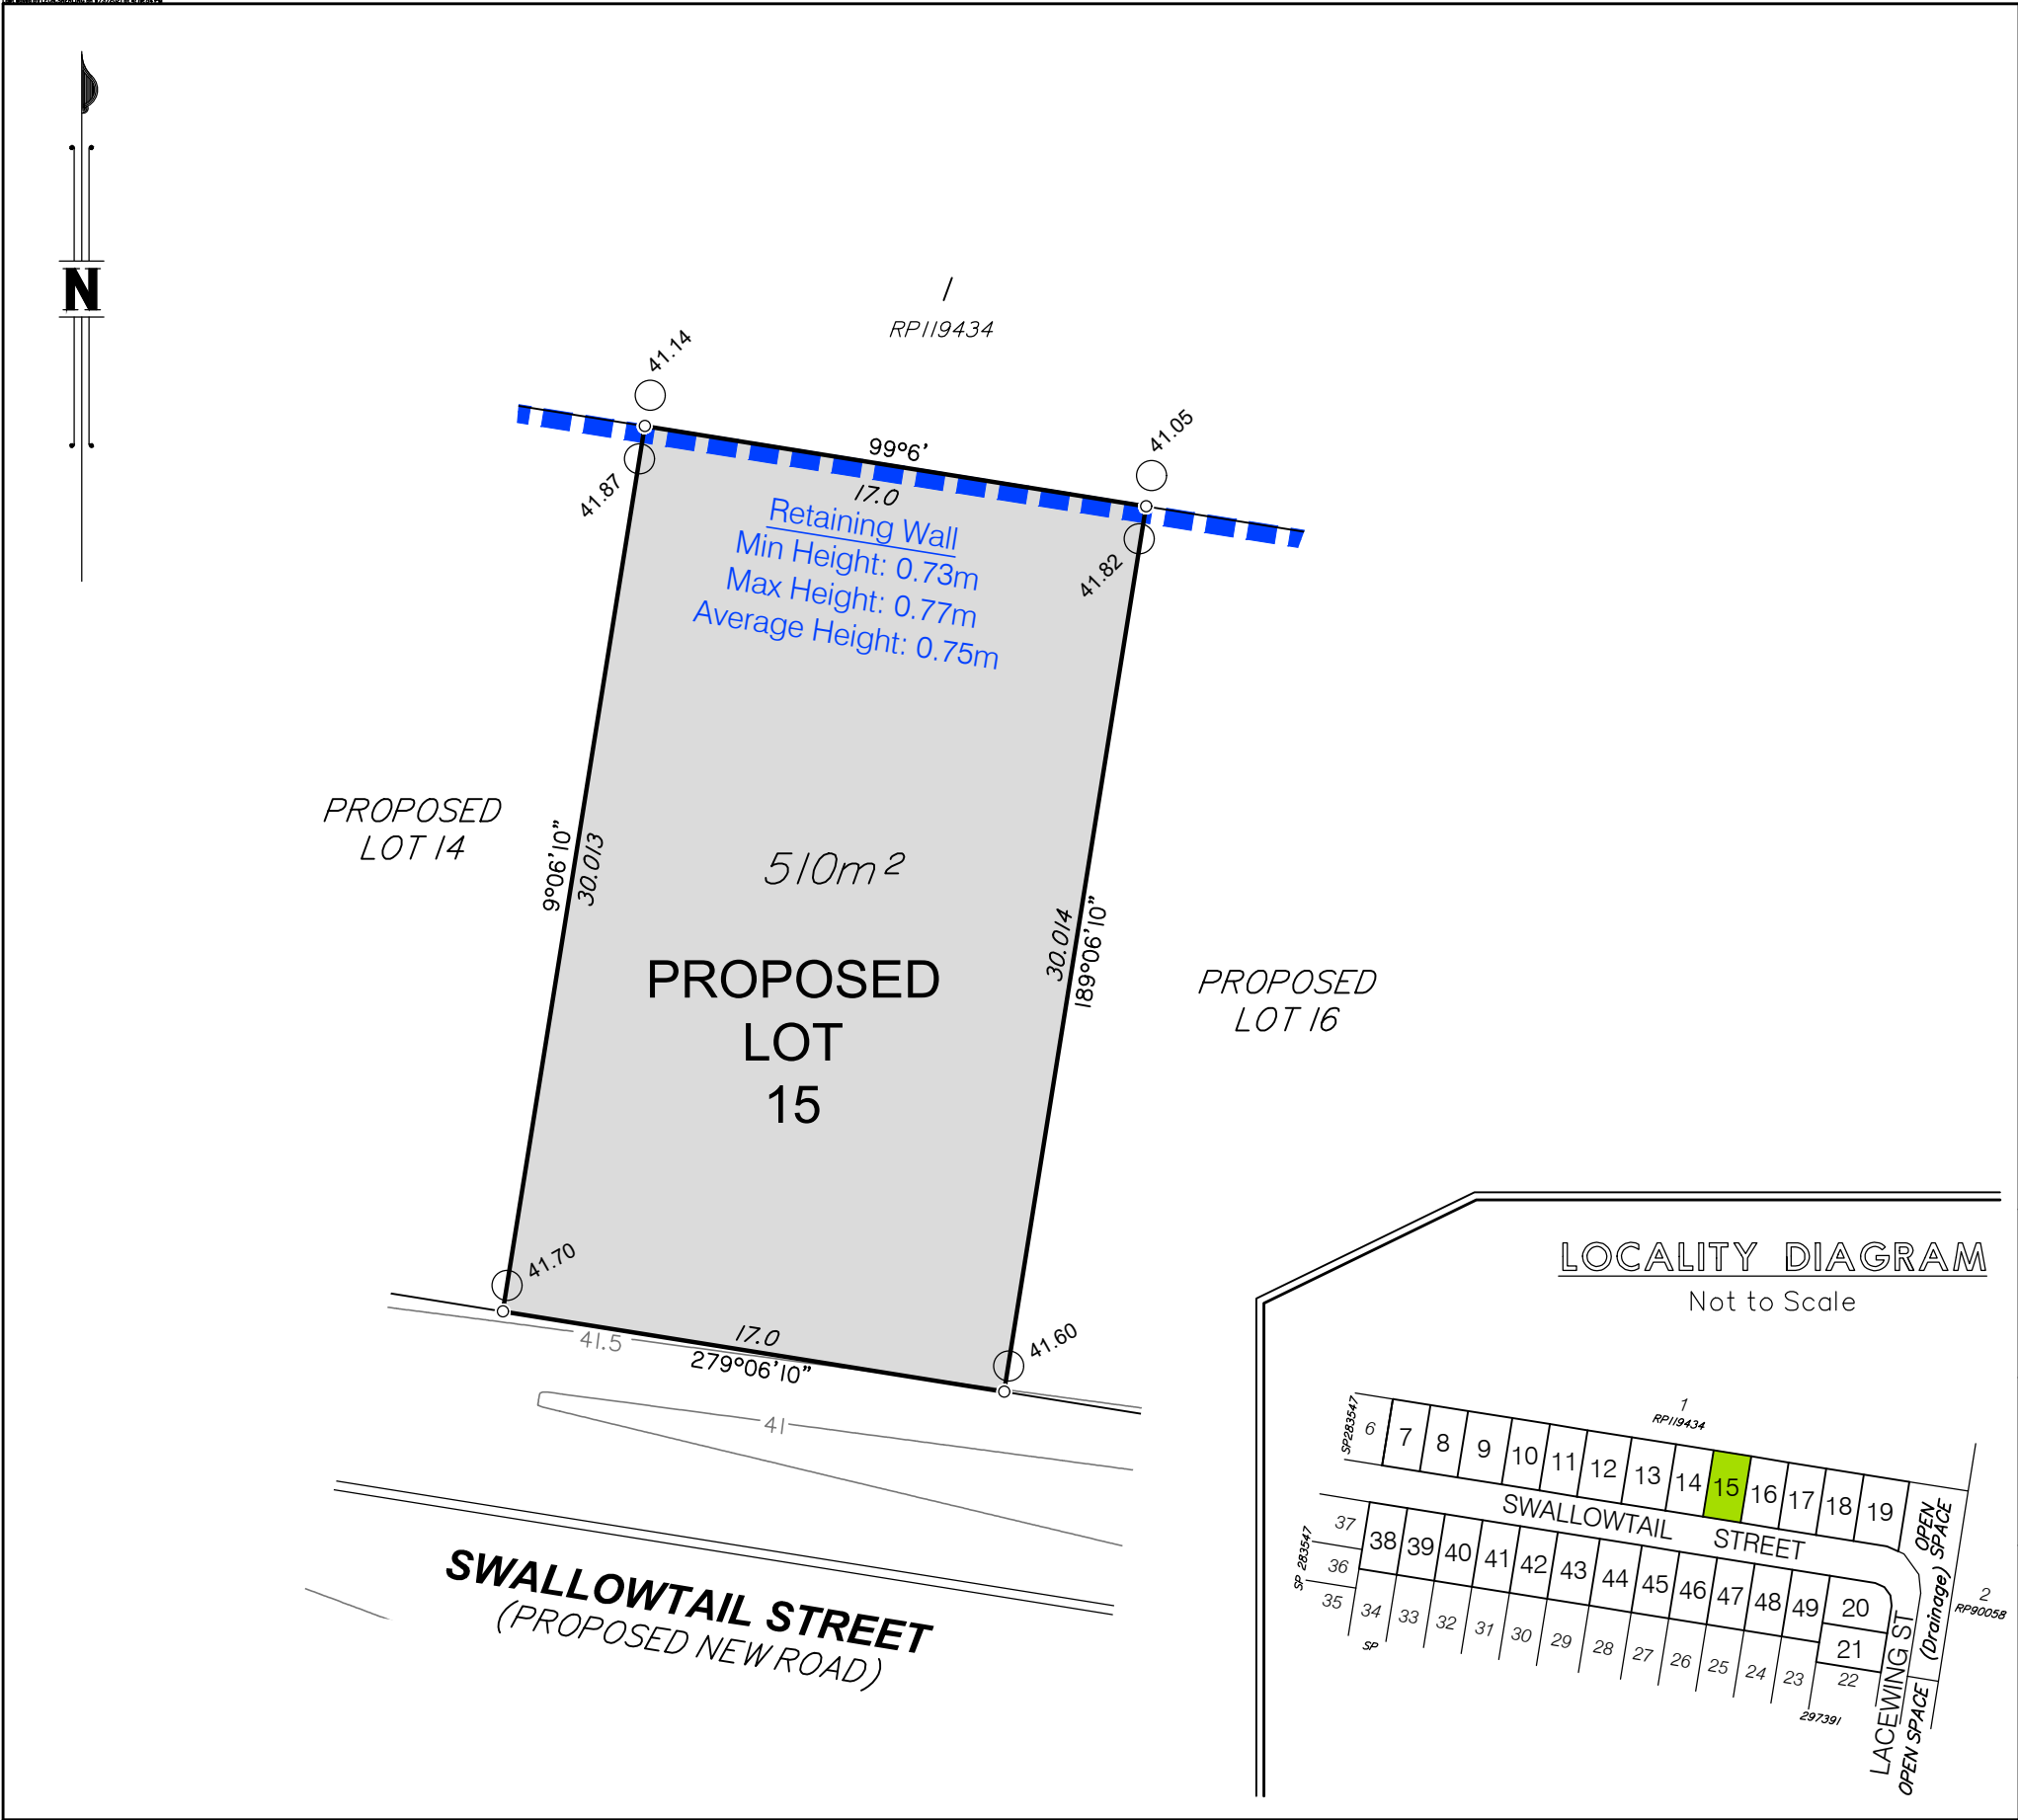 N
1
RP119434
41.14
41.05
99°6'
17.0
41.87
41.82
Retaining Wall
Min Height: 0.73m
Max Height: 0.77m
Average Height: 0.75m
PROPOSED
LOT 14
9°06'10"
30.013
510m²
30.014
189°06'10"
PROPOSED
LOT
15
PROPOSED
LOT 16
41.70
41.60
17.0
279°06'10"
41.5
41
SWALLOWTAIL STREET
(PROPOSED NEW ROAD)
LOCALITY DIAGRAM
Not to Scale
1
RP119434
SP283547
6 7 8 9 10 11 12 13 14 15 16 17 18 19
SWALLOWTAIL STREET
OPEN SPACE
(Drainage)
2
RP90058
SP 283547
37
36
35
38 39 40 41 42 43 44 45 46 47 48 49 20
21
22
34 33 32 31 30 29 28 27 26 25 24 23
SP
297391
LACEWING ST
OPEN SPACE